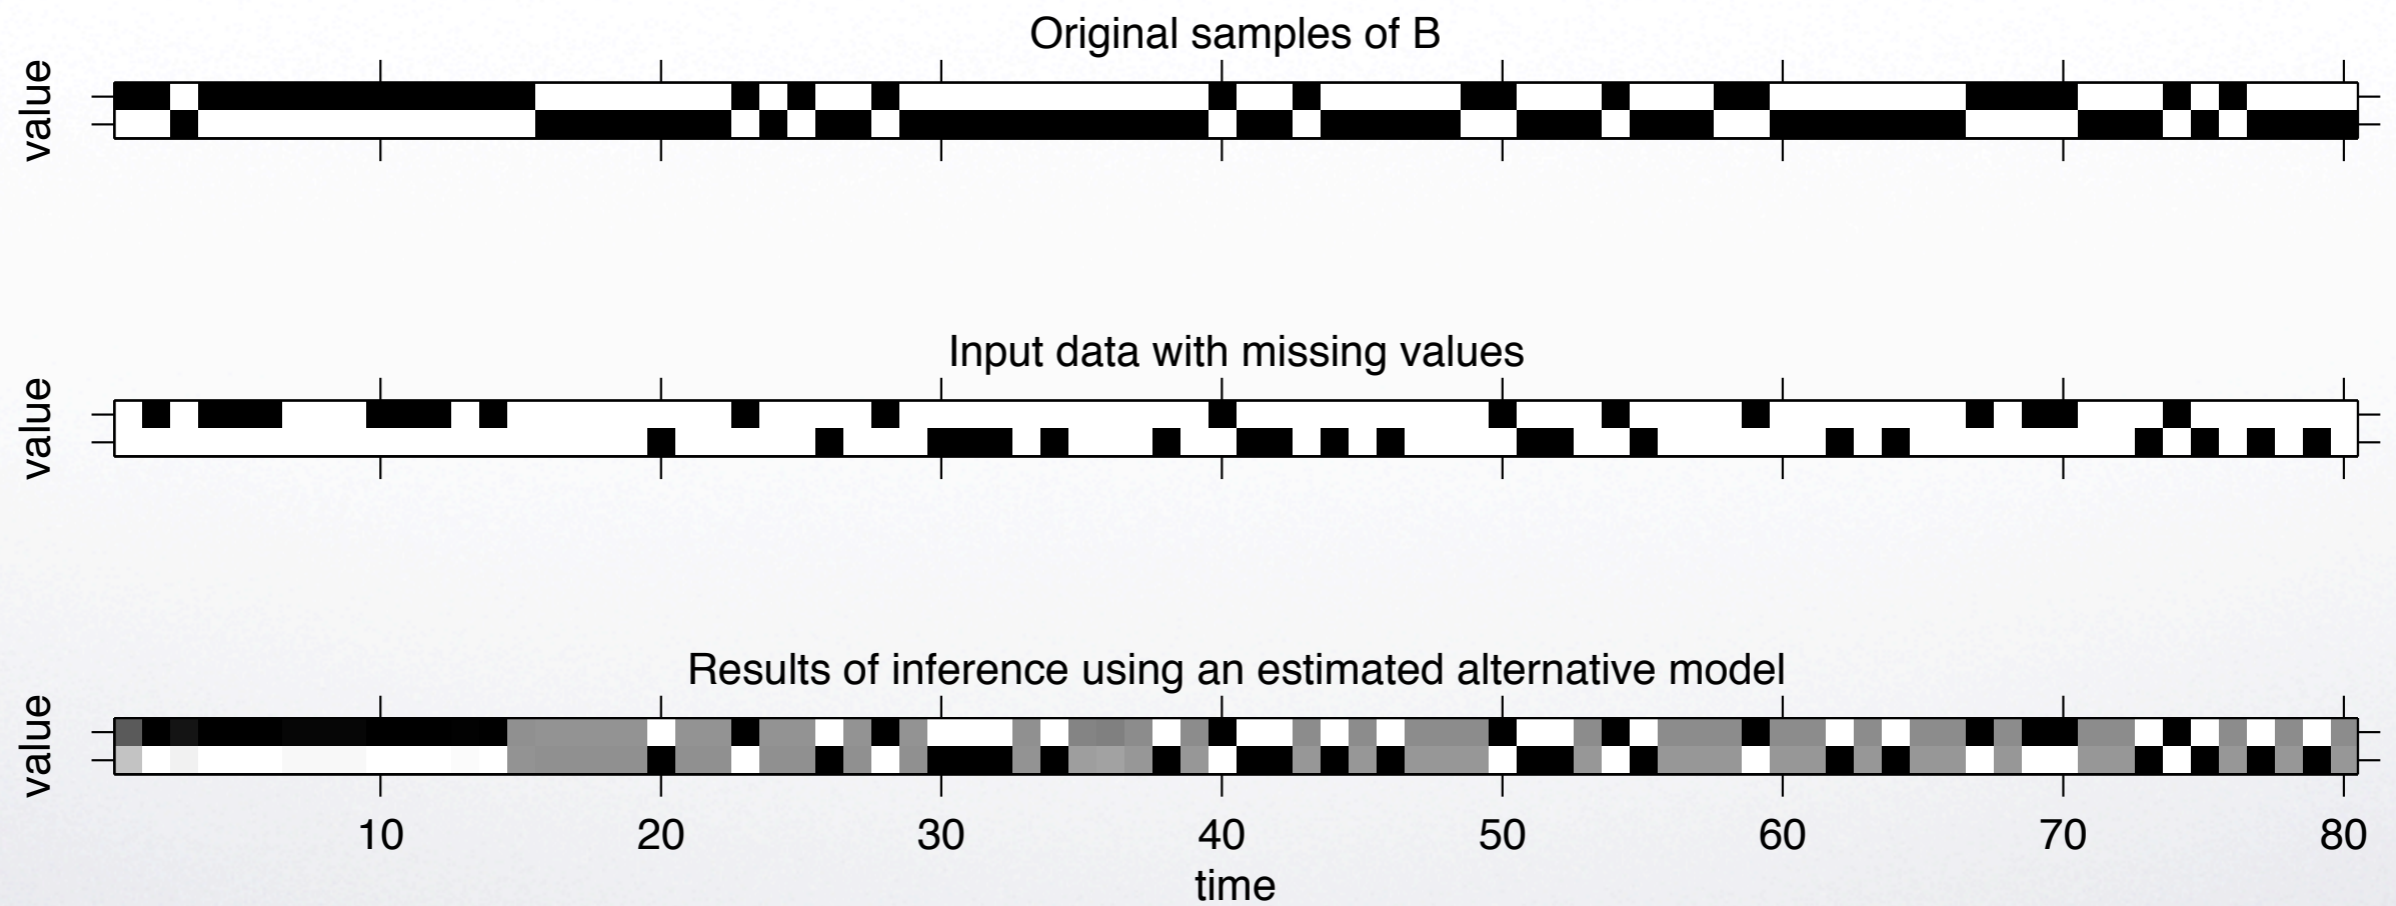 Original samples of B
value
Input data with missing values
value
Results of inference using an estimated alternative model
value
10 20 30 40 50 60 70 80
time